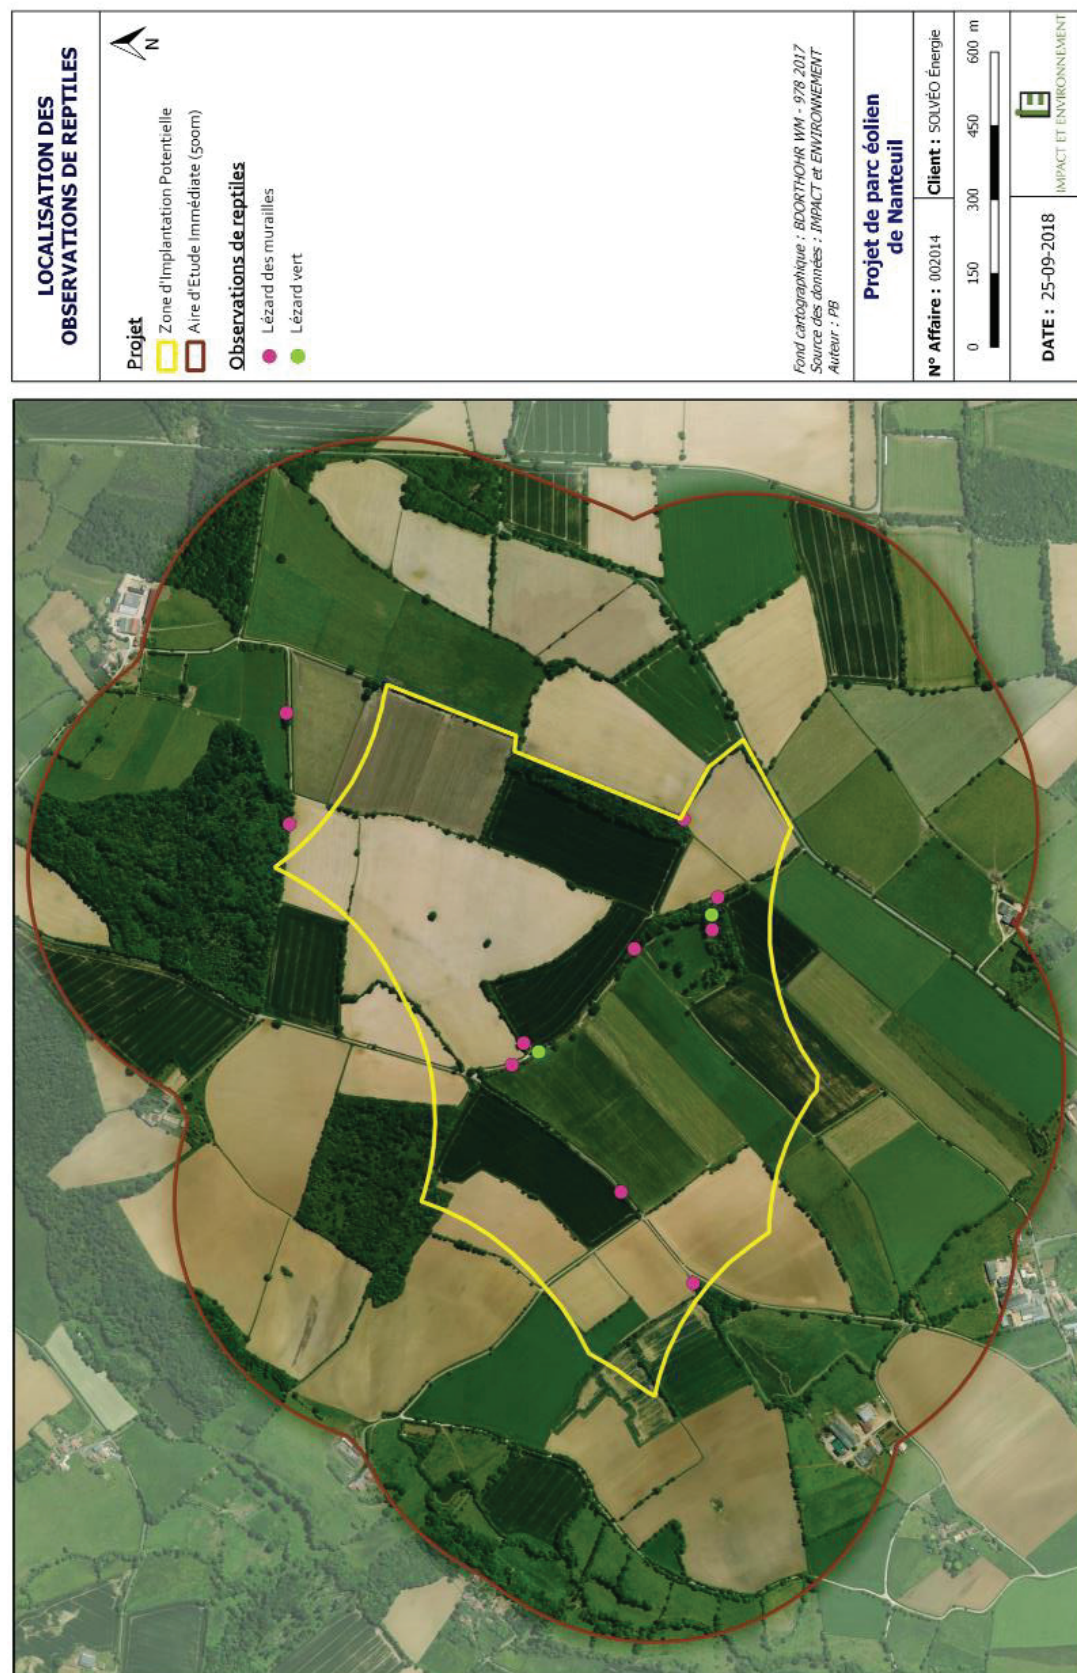 LOCALISATION DES
OBSERVATIONS DE REPTILES
N
Projet
Zone d'Implantation Potentielle
Aire d'Etude Immédiate (500m)
Observations de reptiles
Lézard des murailles
Lézard vert
Fond cartographique : BDORTHOHR WM - 978 2017
Source des données : IMPACT et ENVIRONNEMENT
Auteur : PB
Projet de parc éolien
de Nanteuil
N° Affaire : 002014
Client : SOLVÉO Énergie
0 150 300 450 600 m
DATE : 25-09-2018
IE
IMPACT ET ENVIRONNEMENT